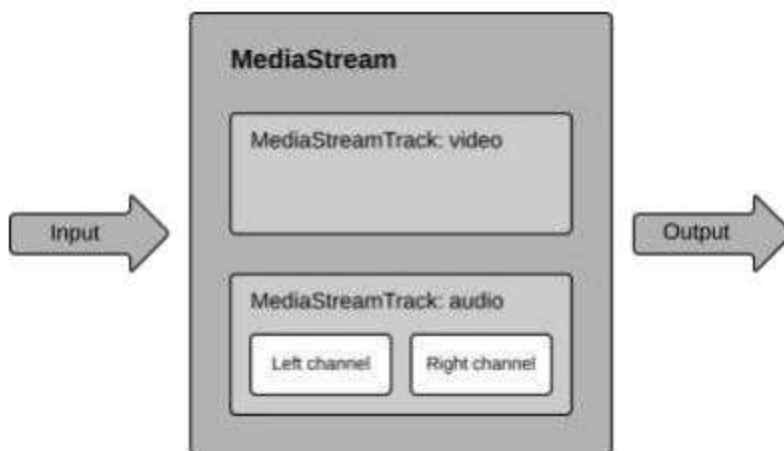 MediaStream
MediaStreamTrack: video
Input
Output
MediaStreamTrack: audio
Left channel
Right channel